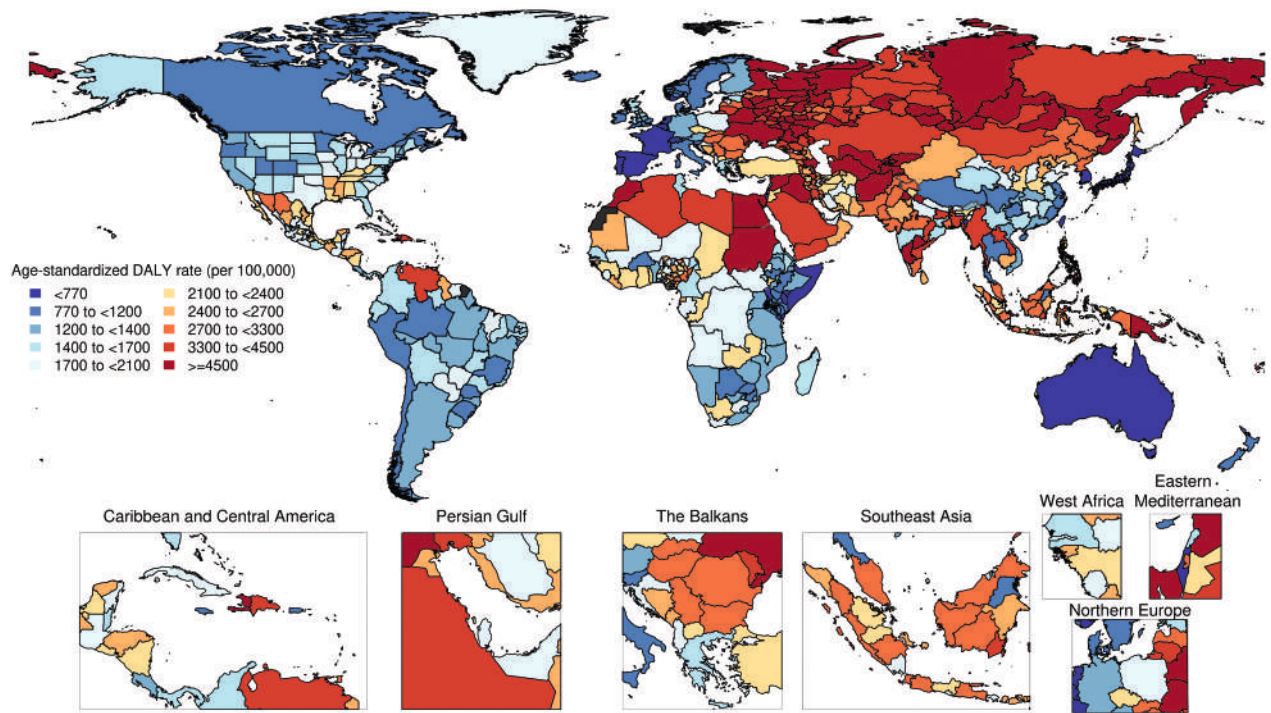 Age-standardized DALY rate (per 100,000)
<770
770 to <1200
1200 to <1400
1400 to <1700
1700 to <2100
2100 to <2400
2400 to <2700
2700 to <3300
3300 to <4500
>=4500
Caribbean and Central America
Persian Gulf
The Balkans
Southeast Asia
West Africa
Eastern
Mediterranean
Northern Europe